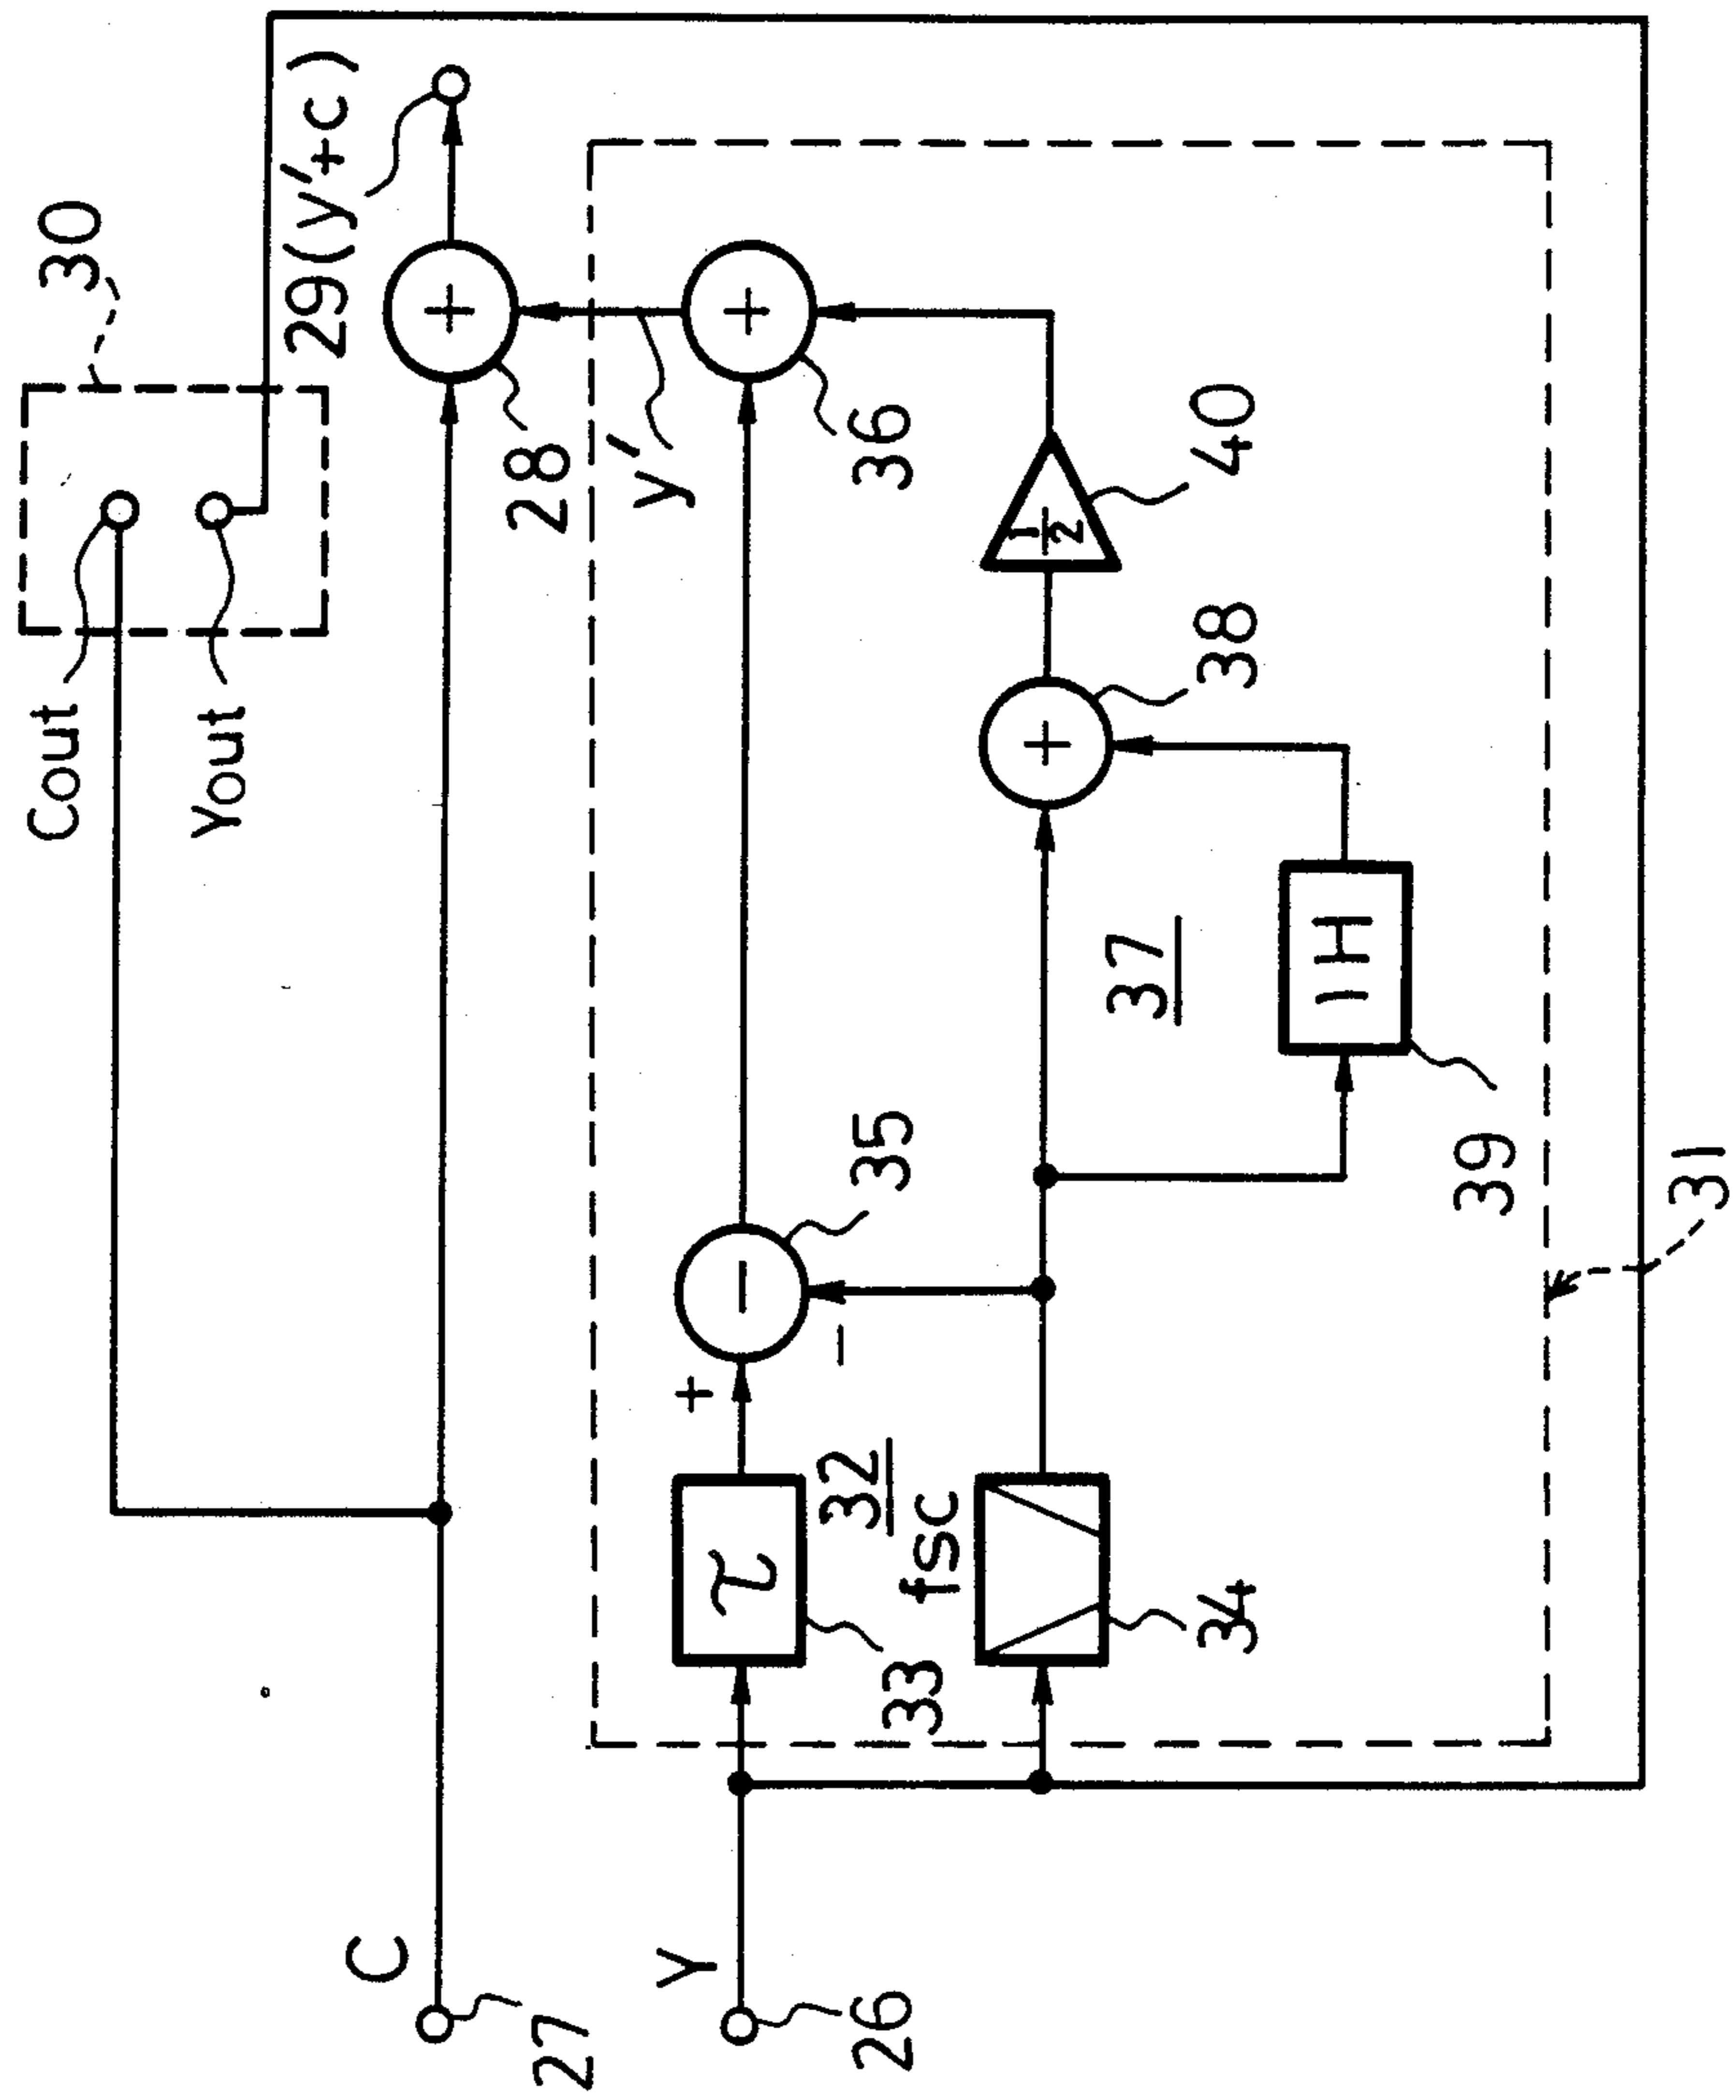 30
Cout
Yout
29(y'+c)
C
27
+
28
y'
Y
26
τ
33
32
+
−
−
35
+
36
fsc
34
37
+
38
1/2
40
1H
39
31